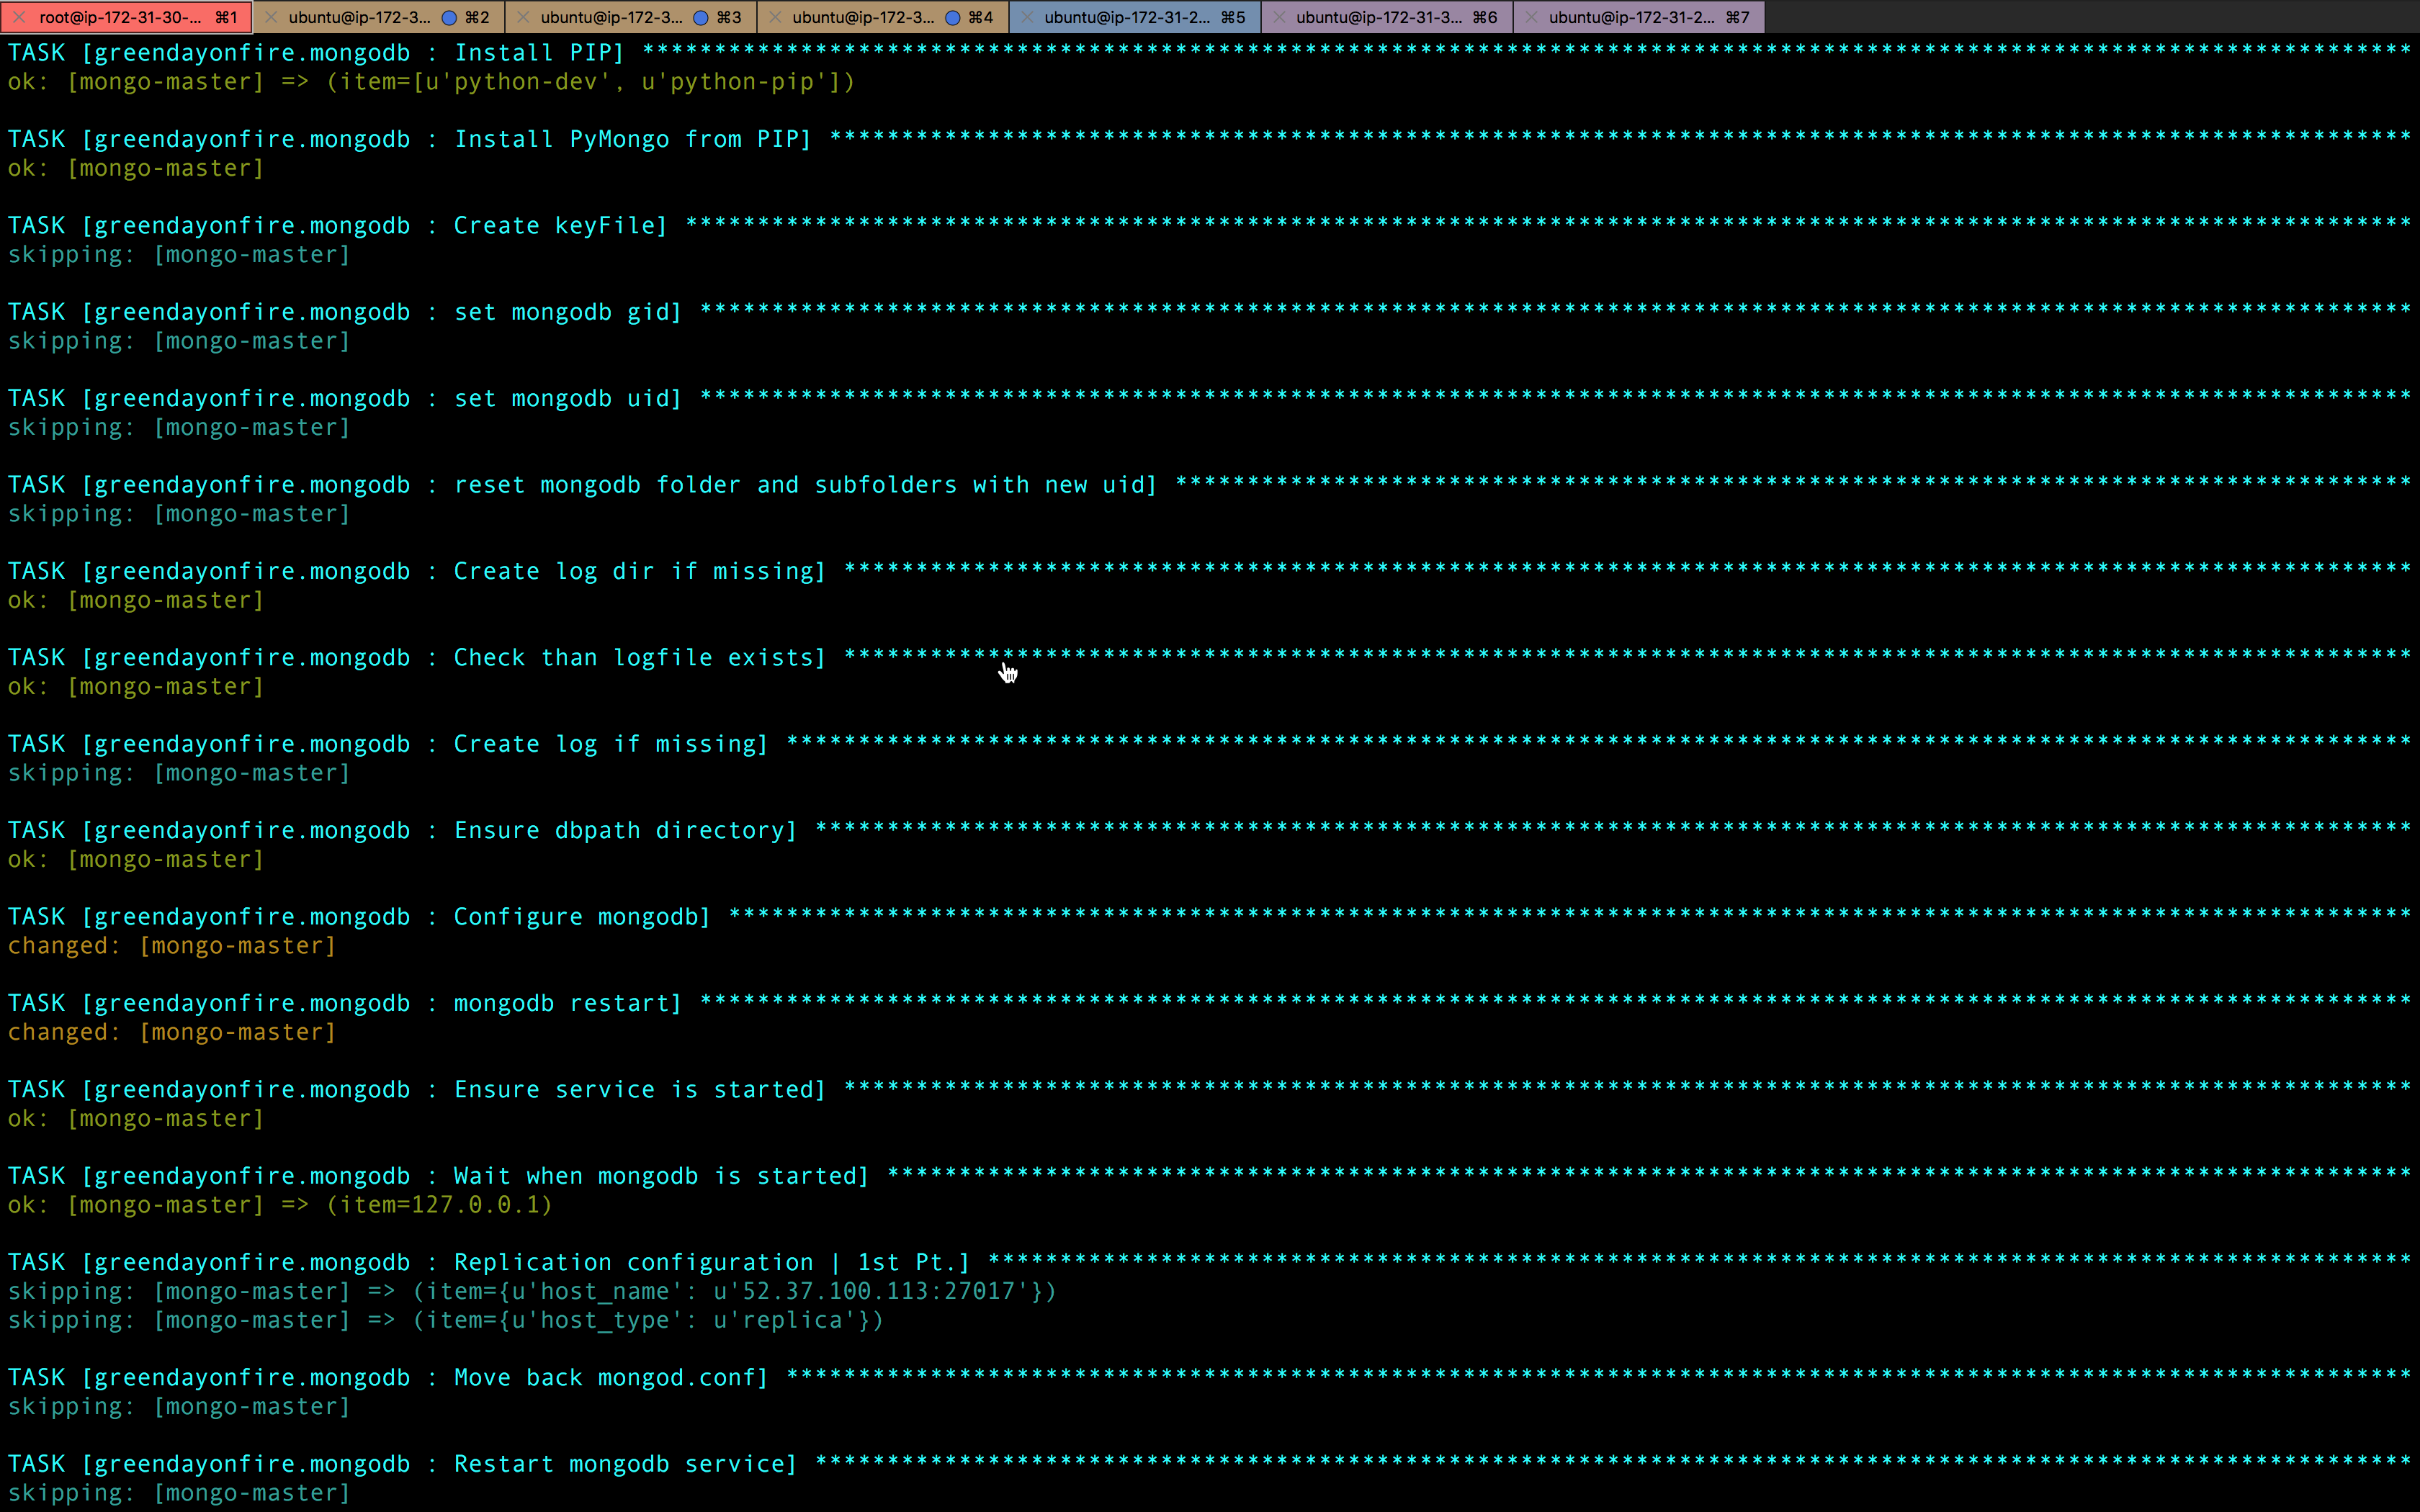 root@ip-172-31-30-... ⌘1 ubuntu@ip-172-3... ⌘2 ubuntu@ip-172-3... ⌘3 ubuntu@ip-172-3... ⌘4 ubuntu@ip-172-31-2... ⌘5 ubuntu@ip-172-31-3... ⌘6 ubuntu@ip-172-31-2... ⌘7
TASK [greendayonfire.mongodb : Install PIP] ***************************************************************************************************************************
ok: [mongo-master] => (item=[u'python-dev', u'python-pip'])
TASK [greendayonfire.mongodb : Install PyMongo from PIP] **************************************************************************************************************
ok: [mongo-master]
TASK [greendayonfire.mongodb : Create keyFile] ************************************************************************************************************************
skipping: [mongo-master]
TASK [greendayonfire.mongodb : set mongodb gid] ***********************************************************************************************************************
skipping: [mongo-master]
TASK [greendayonfire.mongodb : set mongodb uid] ***********************************************************************************************************************
skipping: [mongo-master]
TASK [greendayonfire.mongodb : reset mongodb folder and subfolders with new uid] **************************************************************************************
skipping: [mongo-master]
TASK [greendayonfire.mongodb : Create log dir if missing] *************************************************************************************************************
ok: [mongo-master]
TASK [greendayonfire.mongodb : Check than logfile exists] *************************************************************************************************************
ok: [mongo-master]
TASK [greendayonfire.mongodb : Create log if missing] *****************************************************************************************************************
skipping: [mongo-master]
TASK [greendayonfire.mongodb : Ensure dbpath directory] ***************************************************************************************************************
ok: [mongo-master]
TASK [greendayonfire.mongodb : Configure mongodb] *********************************************************************************************************************
changed: [mongo-master]
TASK [greendayonfire.mongodb : mongodb restart] ***********************************************************************************************************************
changed: [mongo-master]
TASK [greendayonfire.mongodb : Ensure service is started] *************************************************************************************************************
ok: [mongo-master]
TASK [greendayonfire.mongodb : Wait when mongodb is started] **********************************************************************************************************
ok: [mongo-master] => (item=127.0.0.1)
TASK [greendayonfire.mongodb : Replication configuration | 1st Pt.] ***************************************************************************************************
skipping: [mongo-master] => (item={u'host_name': u'52.37.100.113:27017'})
skipping: [mongo-master] => (item={u'host_type': u'replica'})
TASK [greendayonfire.mongodb : Move back mongod.conf] *****************************************************************************************************************
skipping: [mongo-master]
TASK [greendayonfire.mongodb : Restart mongodb service] ***************************************************************************************************************
skipping: [mongo-master]